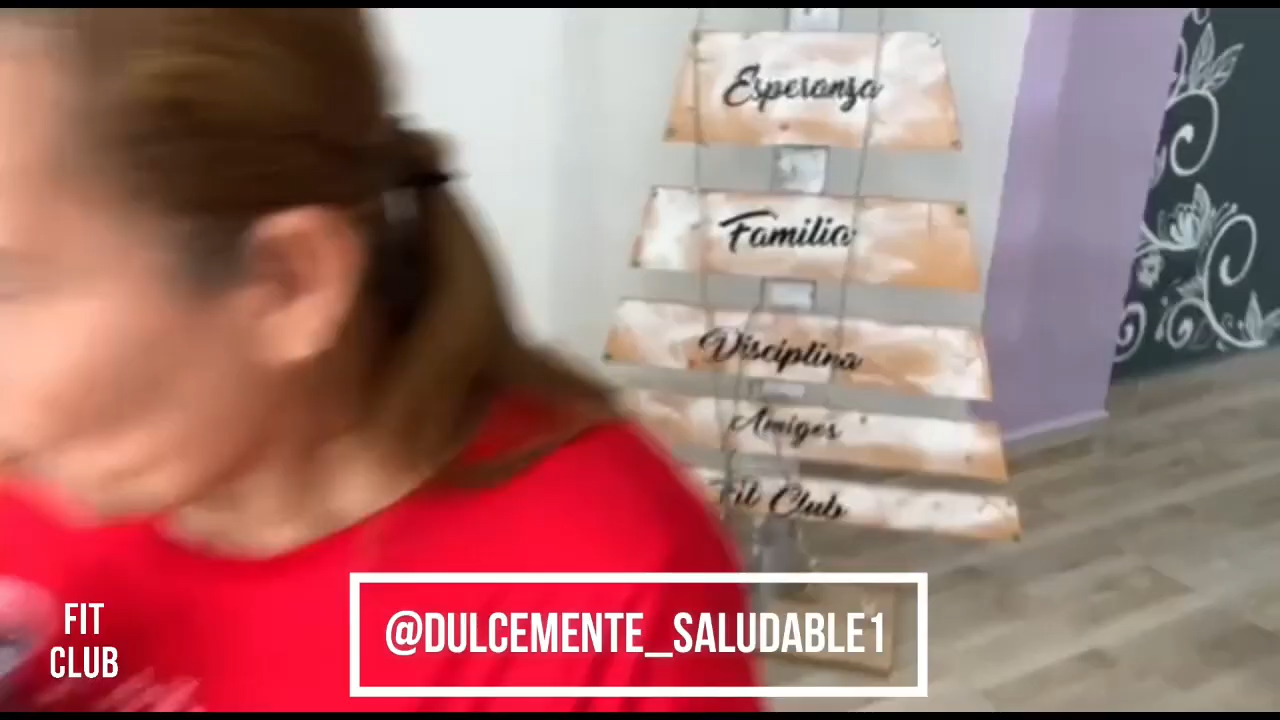 Esperanza
Familia
Disciplina
Amigos
Fit Club
@DULCEMENTE_SALUDABLE1
FIT
CLUB